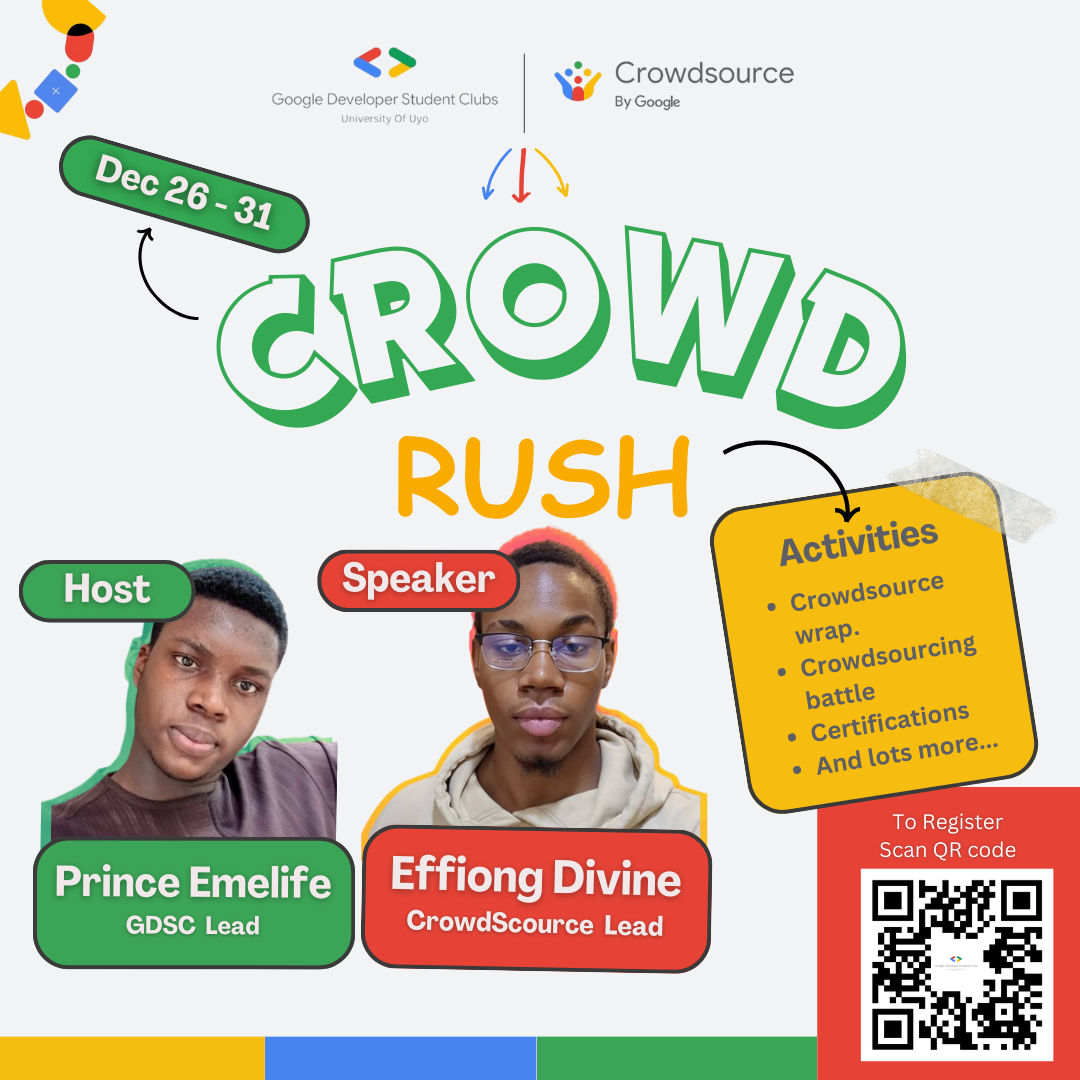 Google Developer Student Clubs
University Of Uyo
Crowdsource
By Google
Dec 26 - 31
CROWD
RUSH
Activities
• Crowdsource
wrap.
• Crowdsourcing
battle
• Certifications
• And lots more...
Host
Speaker
Prince Emelife
GDSC Lead
Effiong Divine
CrowdScource Lead
To Register
Scan QR code